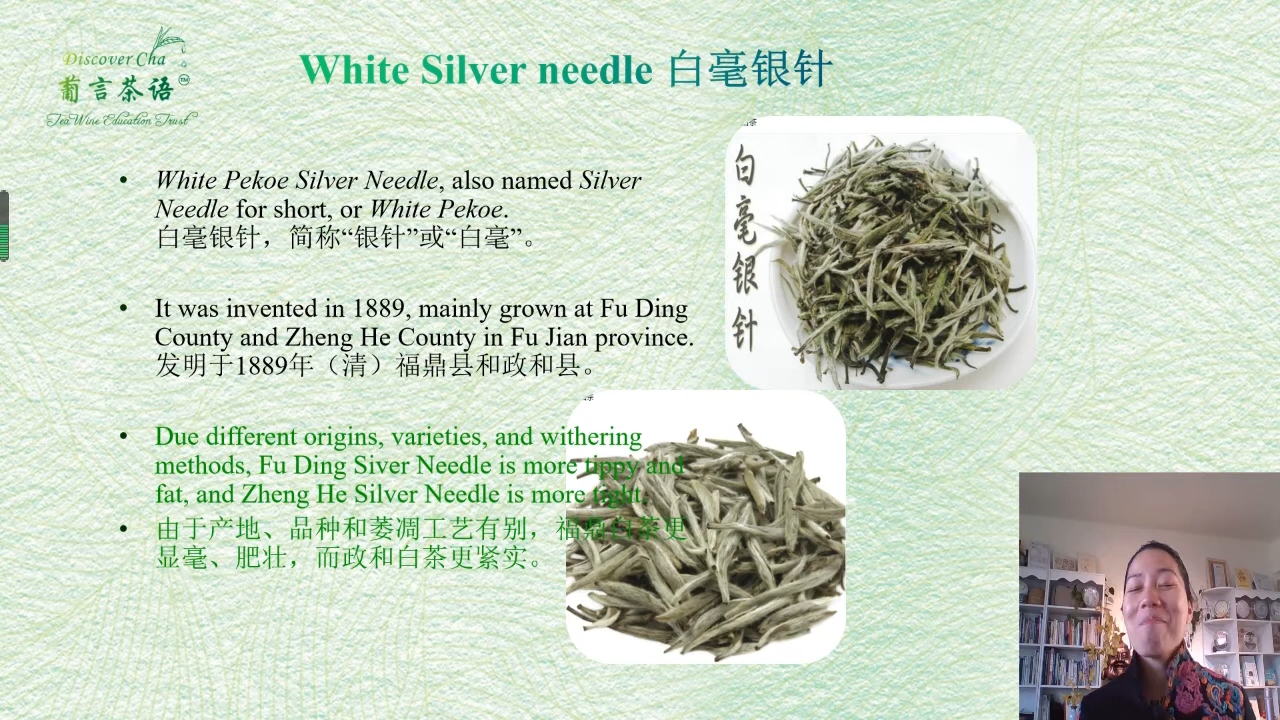 Discover Cha
葡言茶语™
Tea Wine Education Trust
White Silver needle 白毫银针
• White Pekoe Silver Needle, also named Silver
Needle for short, or White Pekoe.
白毫银针，简称“银针”或“白毫”。
• It was invented in 1889, mainly grown at Fu Ding
County and Zheng He County in Fu Jian province.
发明于1889年（清）福鼎县和政和县。
• Due different origins, varieties, and withering
methods, Fu Ding Siver Needle is more tippy and
fat, and Zheng He Silver Needle is more tight.
• 由于产地、品种和萎凋工艺有别，福鼎白茶更
显毫、肥壮，而政和白茶更紧实。
白毫银针